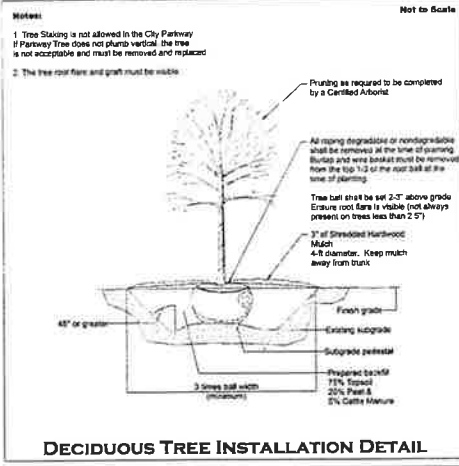 Notes:
Not to Scale
1 Tree Staking is not allowed in the City Parkway
If Parkway Tree does not plumb vertical the tree
is not acceptable and must be removed and replaced
2. The tree root flare and graft must be visible
Pruning as required to be completed
by a Certified Arborist
All roping degradable or nondegradable
shall be removed at the time of planting.
Burlap and wire basket must be removed
from the top 1/3 of the root ball at the
time of planting.
Tree ball shall be set 2-3" above grade
Ensure root flare is visible (not always
present on trees less than 2 5")
3" of Shredded Hardwood
Mulch
4-ft diameter. Keep mulch
away from trunk
Finish grade
45° or greater
Existing subgrade
Subgrade pedestal
Prepared backfill
75% Topsoil
20% Peat &
5% Cattle Manure
3 times ball width
(minimum)
DECIDUOUS TREE INSTALLATION DETAIL